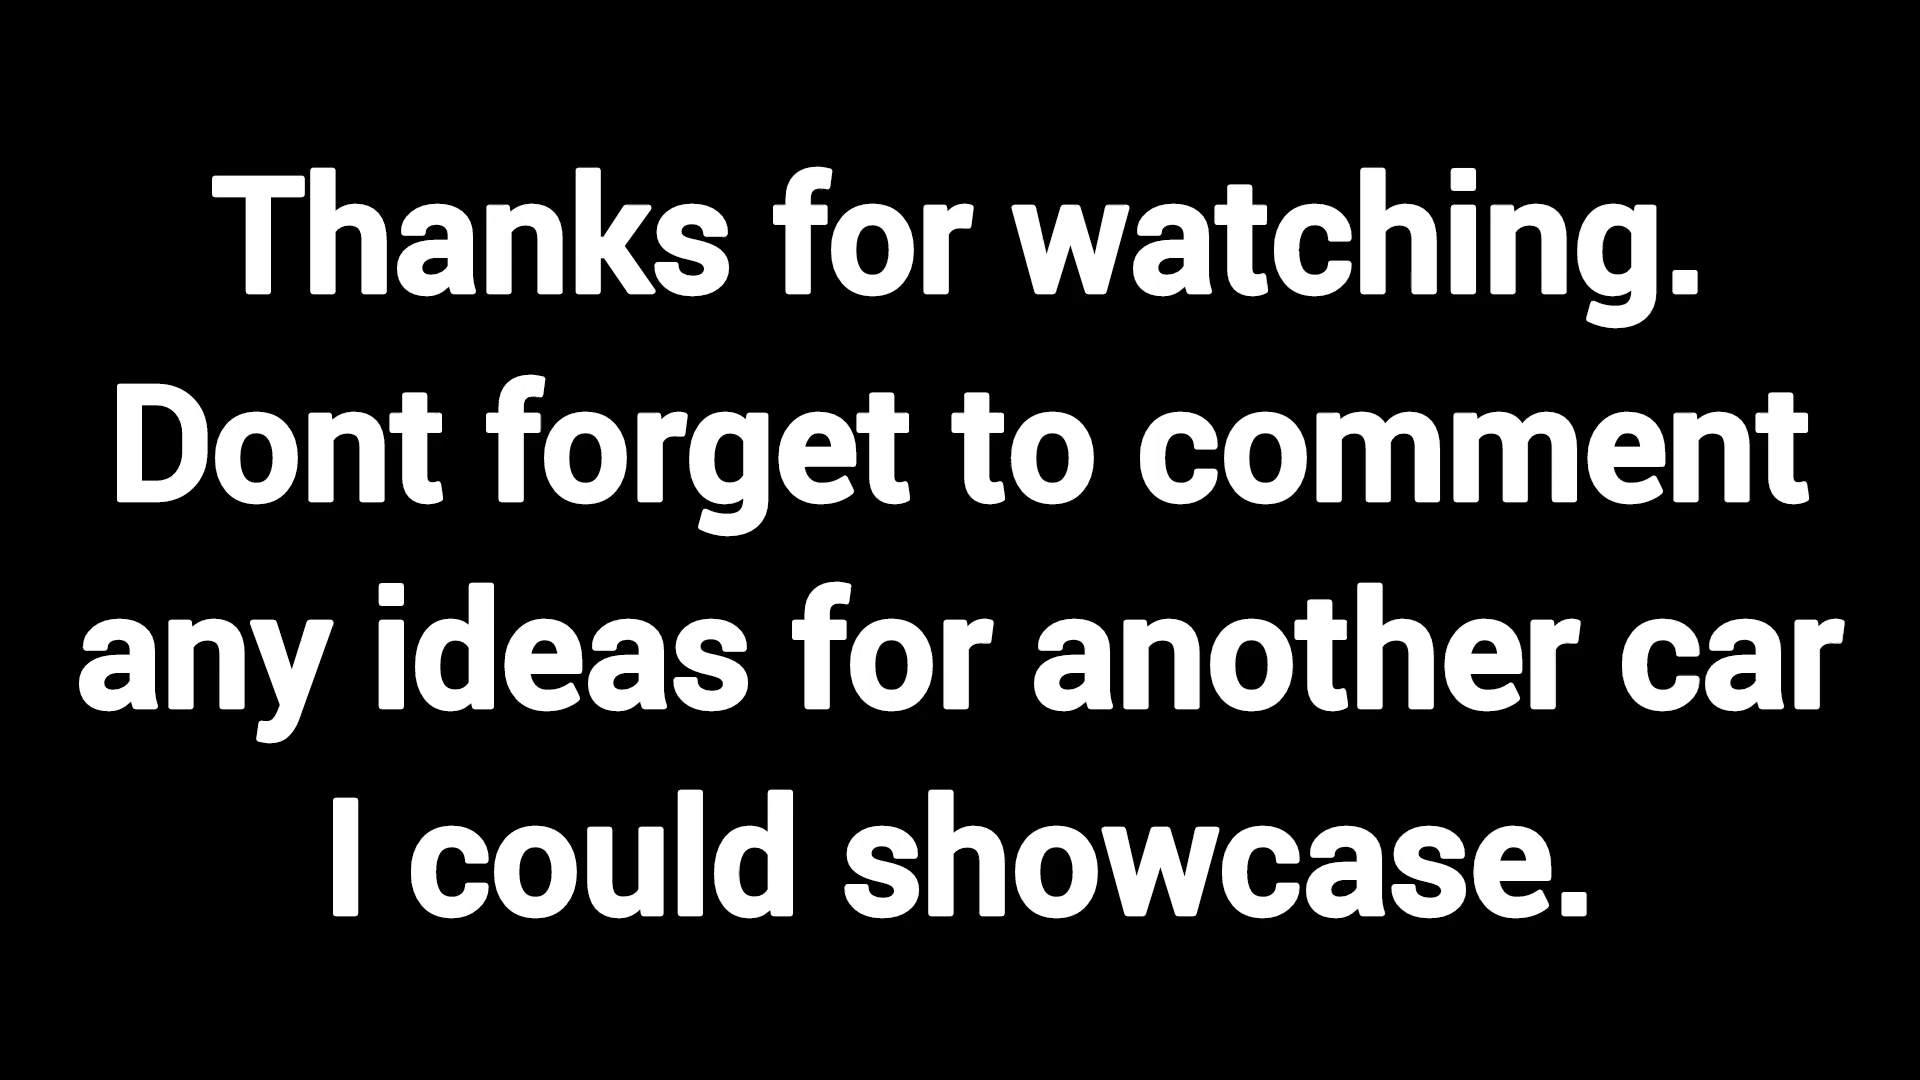 Thanks for watching.
Dont forget to comment
any ideas for another car
I could showcase.